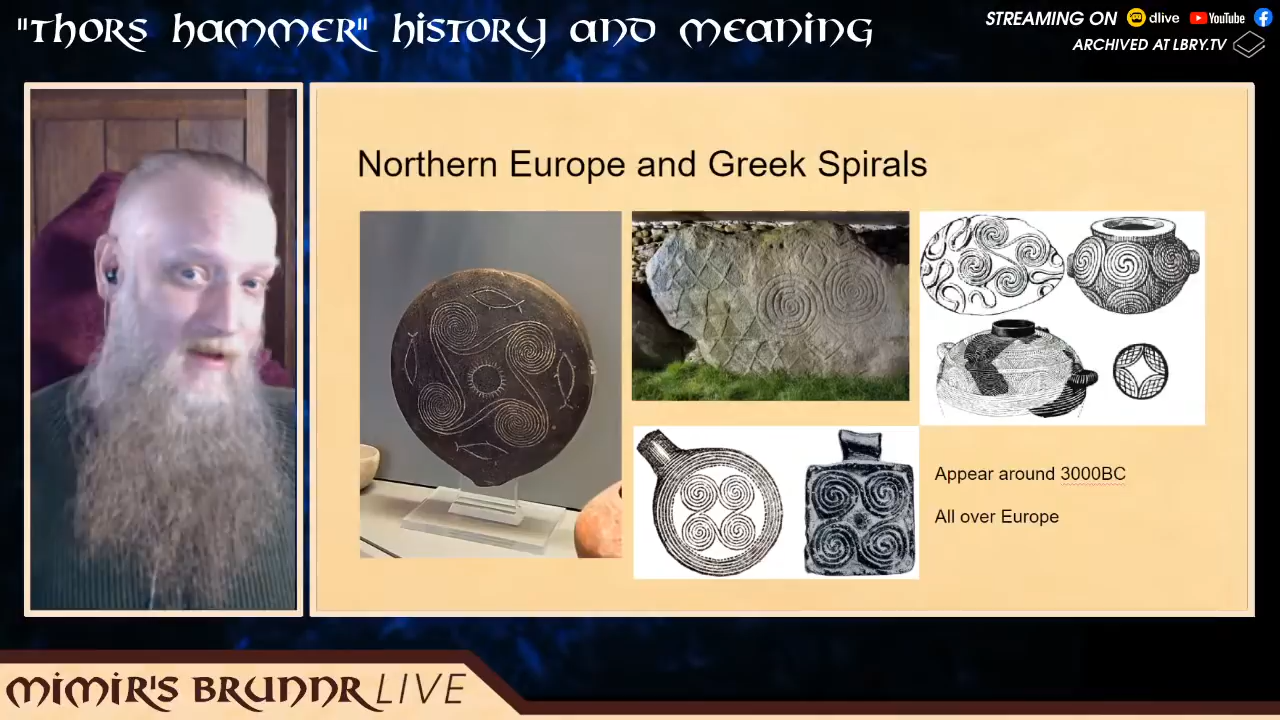 "Thors hammer" history and meaning
STREAMING ON dlive YouTube
ARCHIVED AT LBRY.TV
Northern Europe and Greek Spirals
Appear around 3000BC
All over Europe
Mimir's Brunnr LIVE